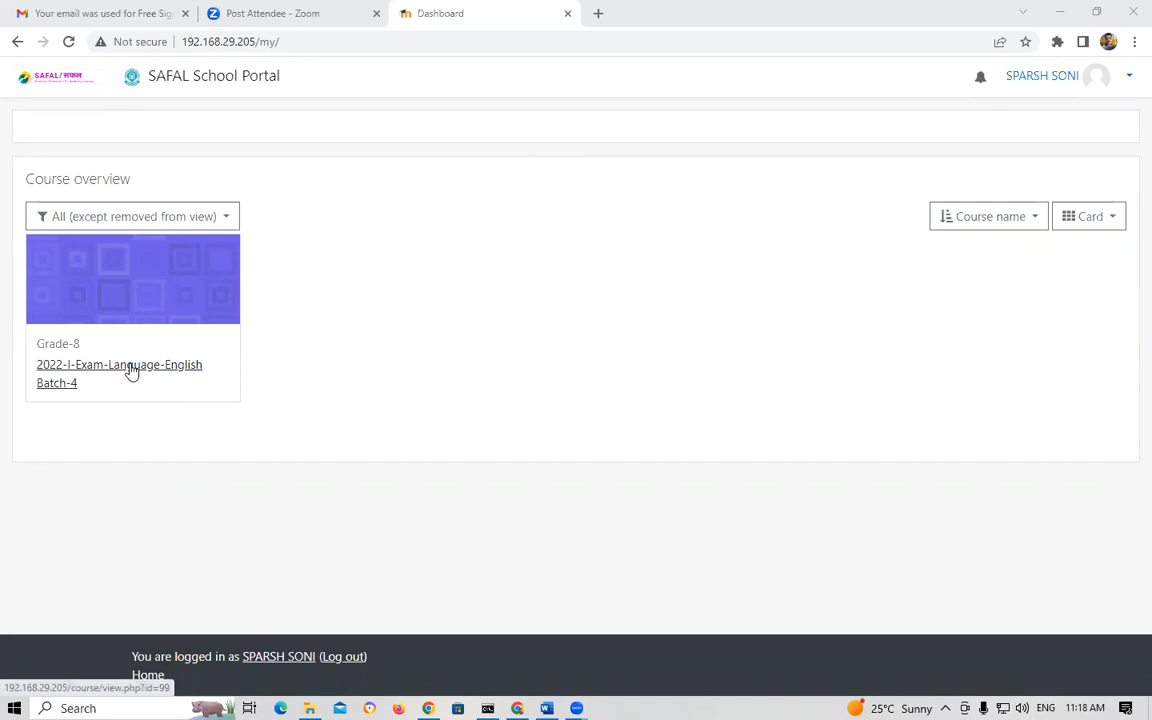 Your email was used for Free Sig
Post Attendee - Zoom
Dashboard
Not secure
192.168.29.205/my/
SAFAL/सफल
SAFAL School Portal
SPARSH SONI
Course overview
All (except removed from view)
Course name
Card
Grade-8
2022-I-Exam-Language-English
Batch-4
You are logged in as SPARSH SONI (Log out)
Home
192.168.29.205/course/view.php?id=99
Search
25°C Sunny
ENG
11:18 AM